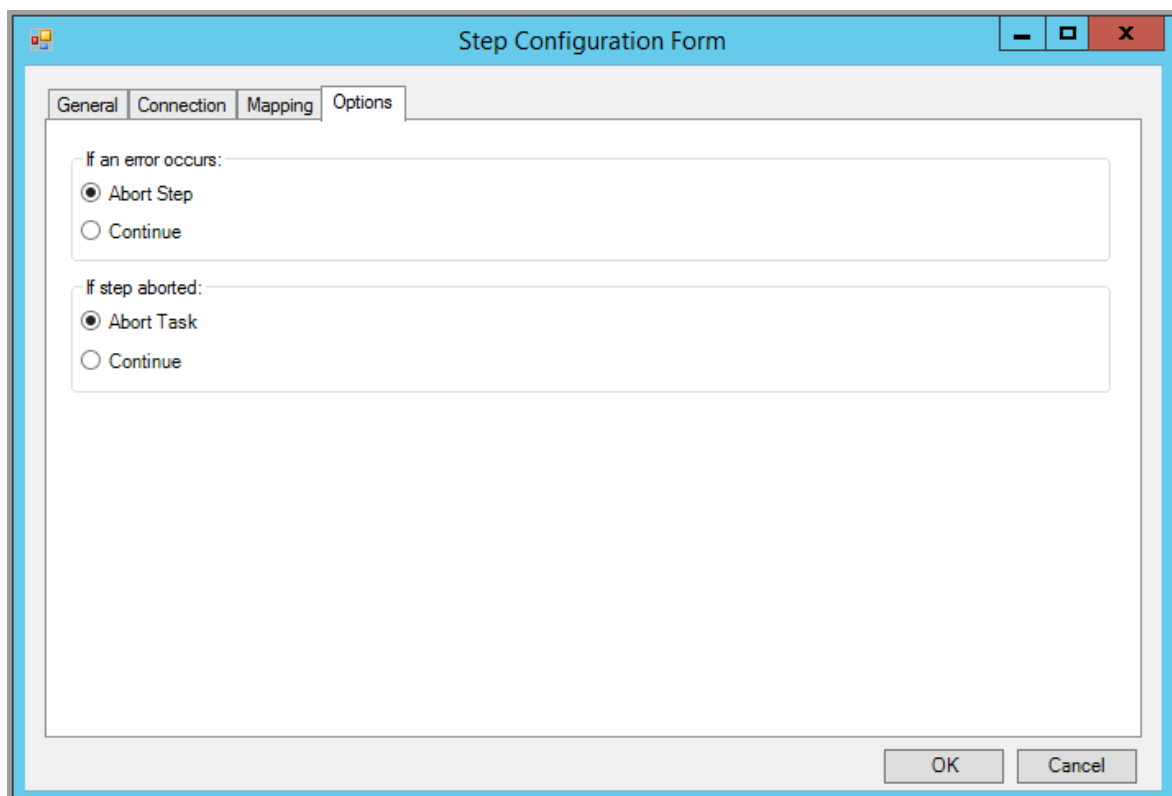 Step Configuration Form
General Connection Mapping Options
If an error occurs:
Abort Step
Continue
If step aborted:
Abort Task
Continue
OK Cancel